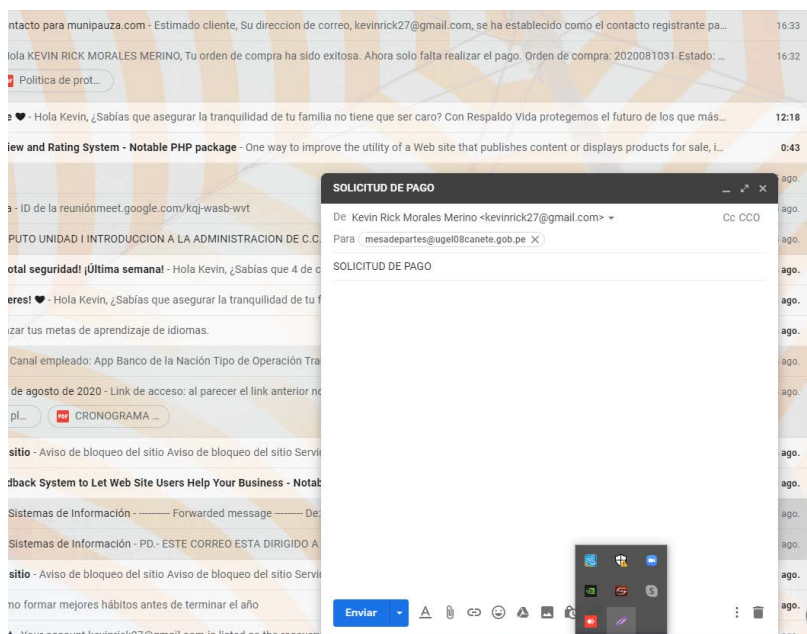 ntacto para munipauza.com - Estimado cliente, Su direccion de correo, kevinrick27@gmail.com, se ha establecido como el contacto registrante pa... 16:33
lola KEVIN RICK MORALES MERINO, Tu orden de compra ha sido exitosa. Ahora solo falta realizar el pago. Orden de compra: 2020081031 Estado: ... 16:32
Politica de prot...
e ♥ - Hola Kevin, ¿Sabías que asegurar la tranquilidad de tu familia no tiene que ser caro? Con Respaldo Vida protegemos el futuro de los que más... 12:18
iew and Rating System - Notable PHP package - One way to improve the utility of a Web site that publishes content or displays products for sale, i... 0:43
ago.
a - ID de la reuniónmeet.google.com/kqj-wasb-wvt ago.
PUTO UNIDAD I INTRODUCCION A LA ADMINISTRACION DE C.C. ago.
otal seguridad! ¡Última semana! - Hola Kevin, ¿Sabías que 4 de c ago.
eres! ♥ - Hola Kevin, ¿Sabías que asegurar la tranquilidad de tu f ago.
zar tus metas de aprendizaje de idiomas. ago.
Canal empleado: App Banco de la Nación Tipo de Operación Tra ago.
de agosto de 2020 - Link de acceso: al parecer el link anterior no ago.
pl... PDF CRONOGRAMA ...
sitio - Aviso de bloqueo del sitio Aviso de bloqueo del sitio Servi ago.
dback System to Let Web Site Users Help Your Business - Notab ago.
Sistemas de Información - ---------- Forwarded message --------- De: ago.
Sistemas de Información - PD.- ESTE CORREO ESTA DIRIGIDO A ago.
sitio - Aviso de bloqueo del sitio Aviso de bloqueo del sitio Servi ago.
mo formar mejores hábitos antes de terminar el año ago.
SOLICITUD DE PAGO
De Kevin Rick Morales Merino <kevinrick27@gmail.com> Cc CCO
Para mesadepartes@ugel08canete.gob.pe
SOLICITUD DE PAGO
Enviar